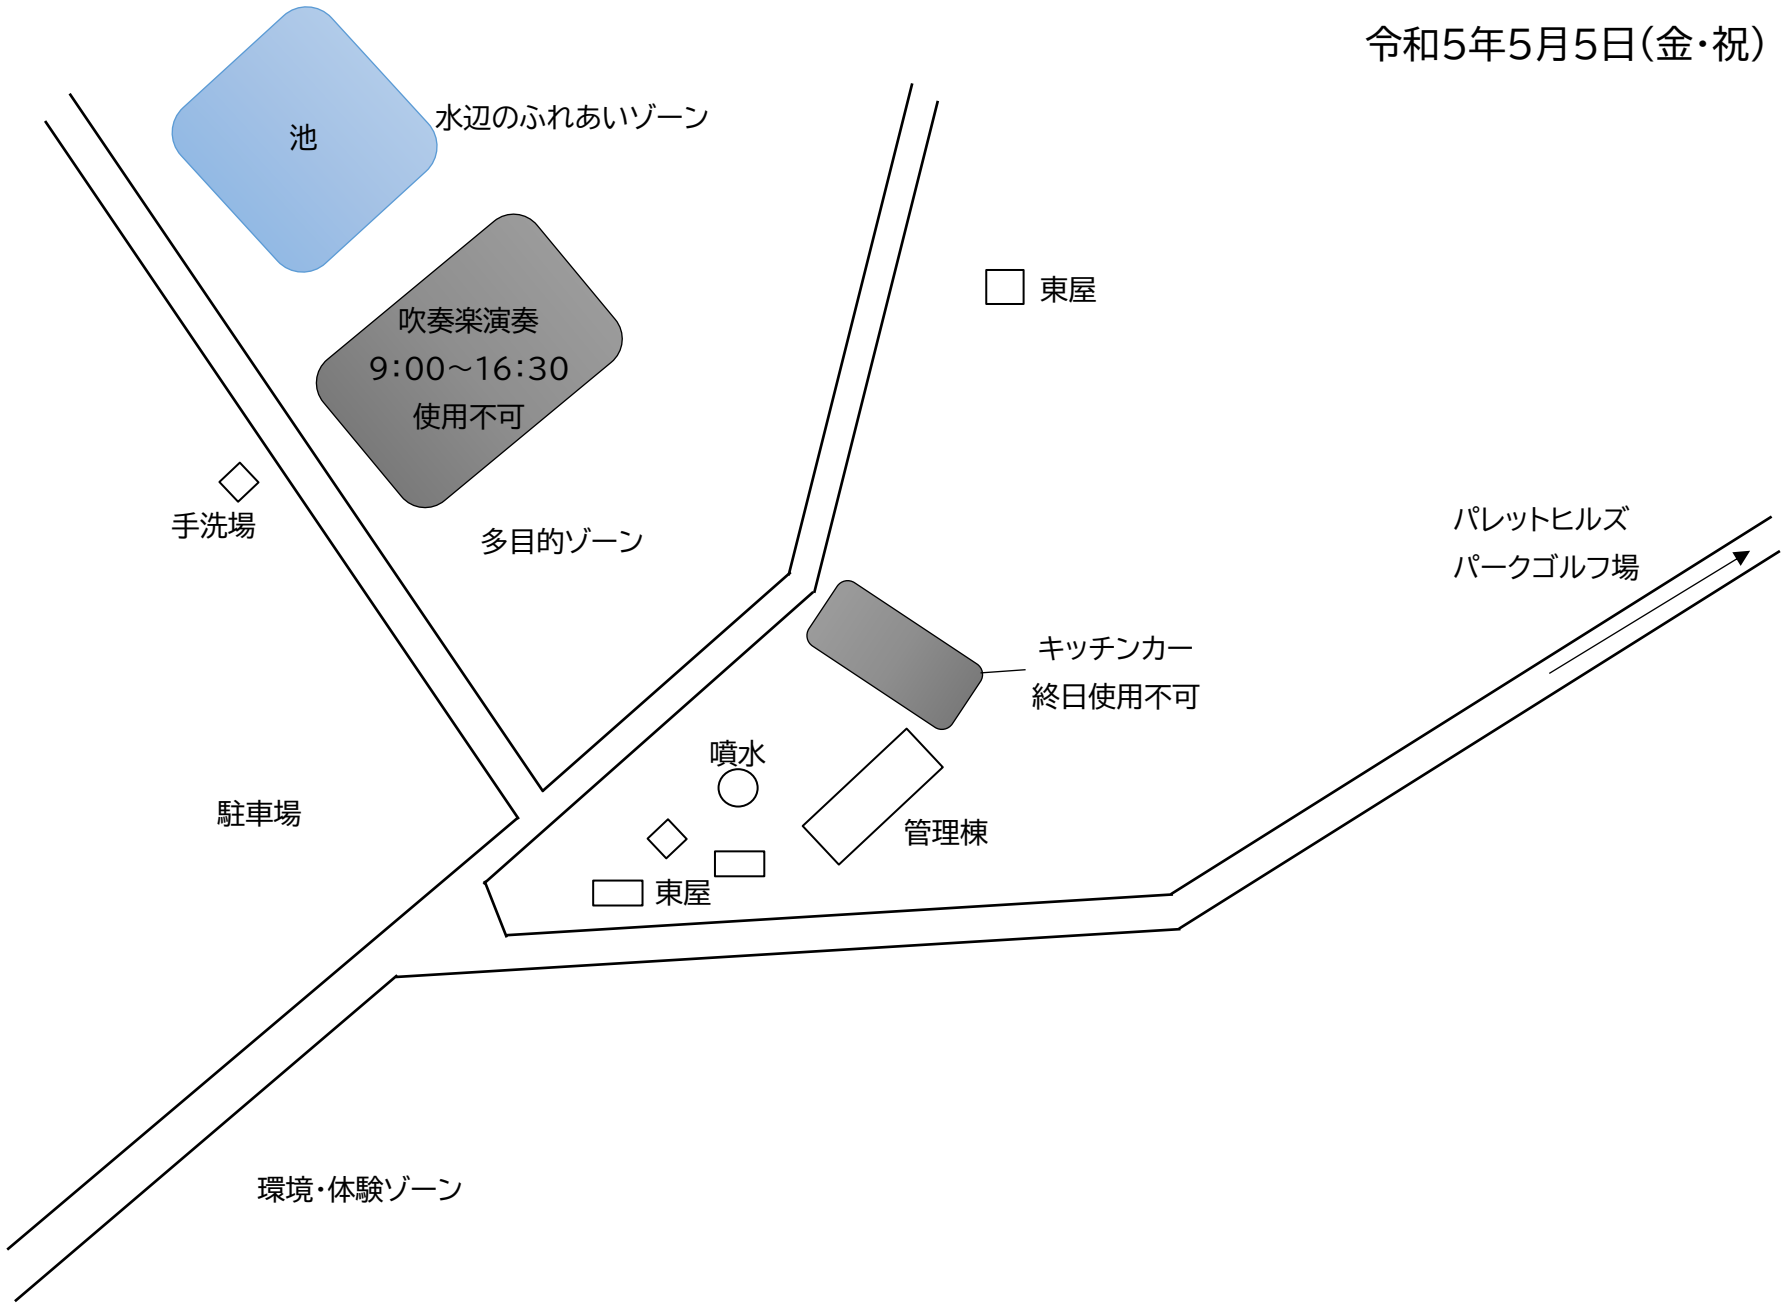 令和5年5月5日(金・祝)
池
水辺のふれあいゾーン
東屋
吹奏楽演奏
9:00～16:30
使用不可
手洗場
多目的ゾーン
パレットヒルズ
パークゴルフ場
キッチンカー
終日使用不可
噴水
駐車場
管理棟
東屋
環境・体験ゾーン